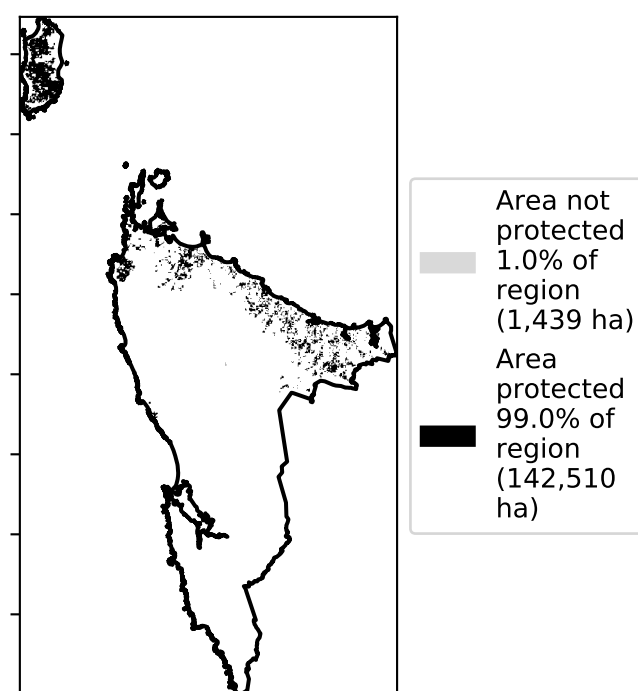 Area not
protected
1.0% of
region
(1,439 ha)
Area
protected
99.0% of
region
(142,510
ha)